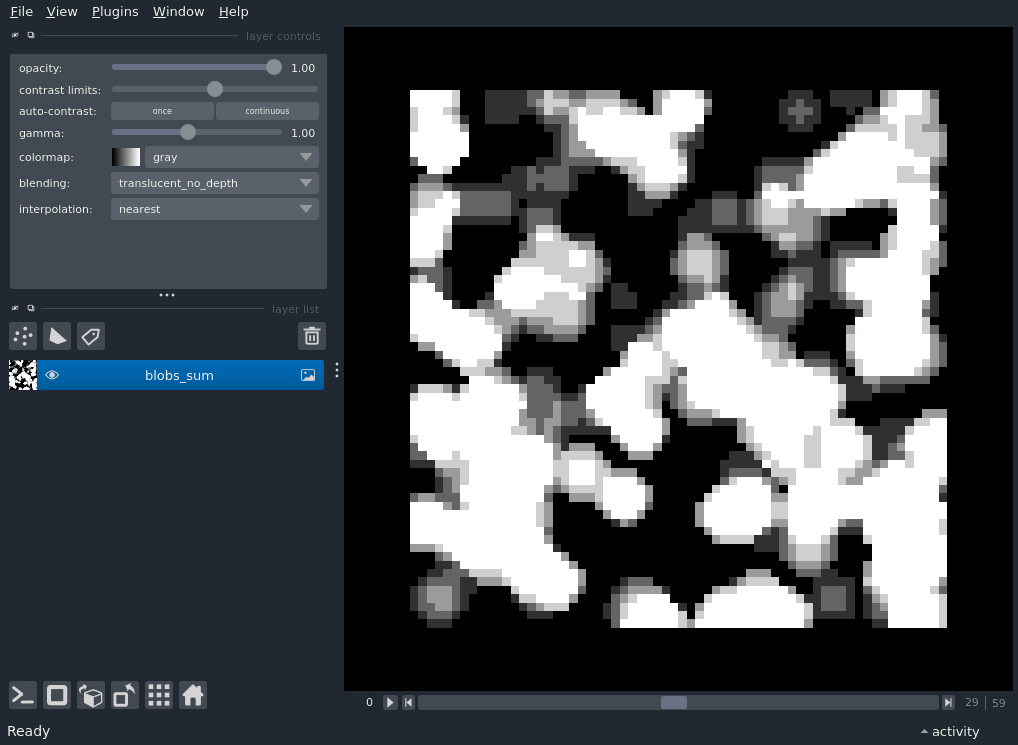 File View Plugins Window Help
layer controls
opacity: 1.00
contrast limits:
auto-contrast: once continuous
gamma: 1.00
colormap: gray
blending: translucent_no_depth
interpolation: nearest
layer list
blobs_sum
0 29 59
Ready activity